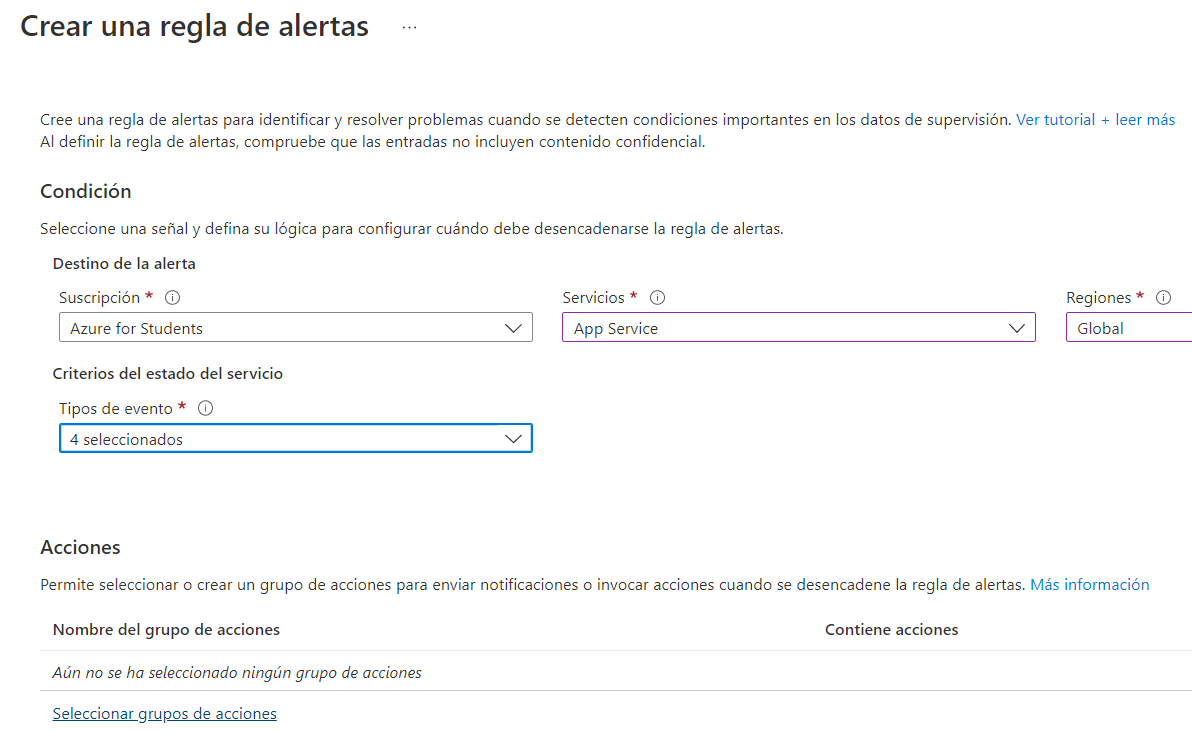 Crear una regla de alertas ...
Cree una regla de alertas para identificar y resolver problemas cuando se detecten condiciones importantes en los datos de supervisión. Ver tutorial + leer más
Al definir la regla de alertas, compruebe que las entradas no incluyen contenido confidencial.
Condición
Seleccione una señal y defina su lógica para configurar cuándo debe desencadenarse la regla de alertas.
Destino de la alerta
Suscripción * Servicios * Regiones *
Azure for Students App Service Global
Criterios del estado del servicio
Tipos de evento *
4 seleccionados
Acciones
Permite seleccionar o crear un grupo de acciones para enviar notificaciones o invocar acciones cuando se desencadene la regla de alertas. Más información
Nombre del grupo de acciones Contiene acciones
Aún no se ha seleccionado ningún grupo de acciones
Seleccionar grupos de acciones